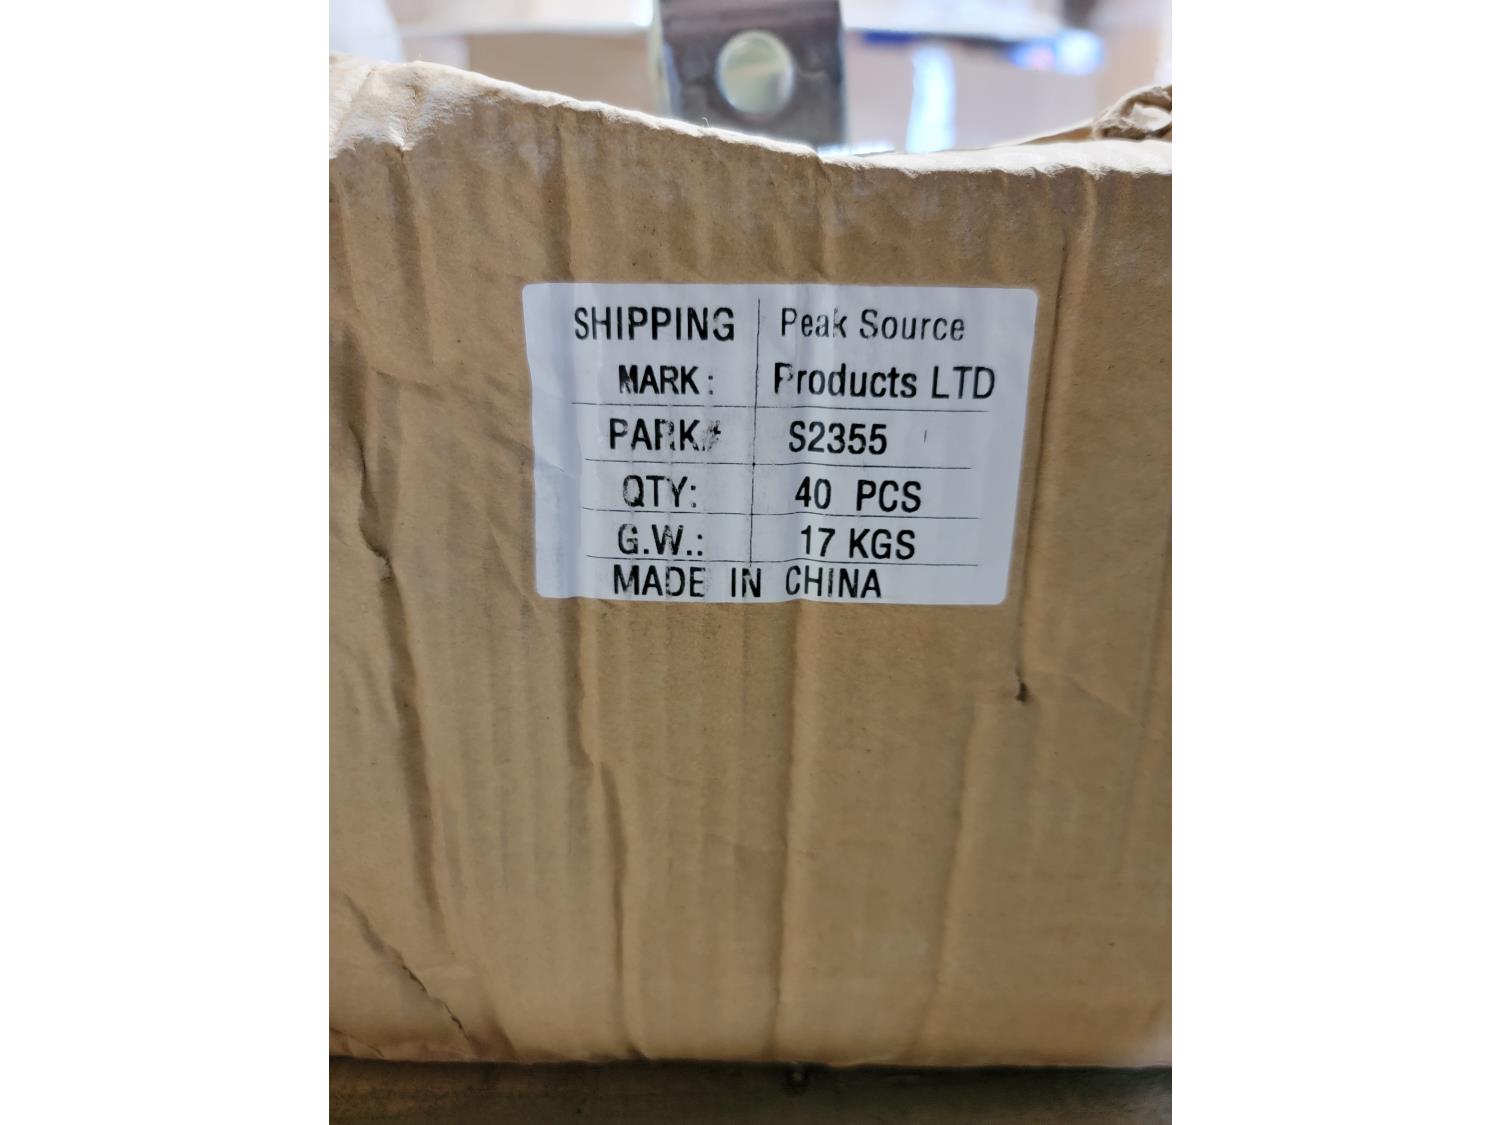 SHIPPING Peak Source
MARK: Products LTD
PARK# S2355
QTY: 40 PCS
G.W.: 17 KGS
MADE IN CHINA